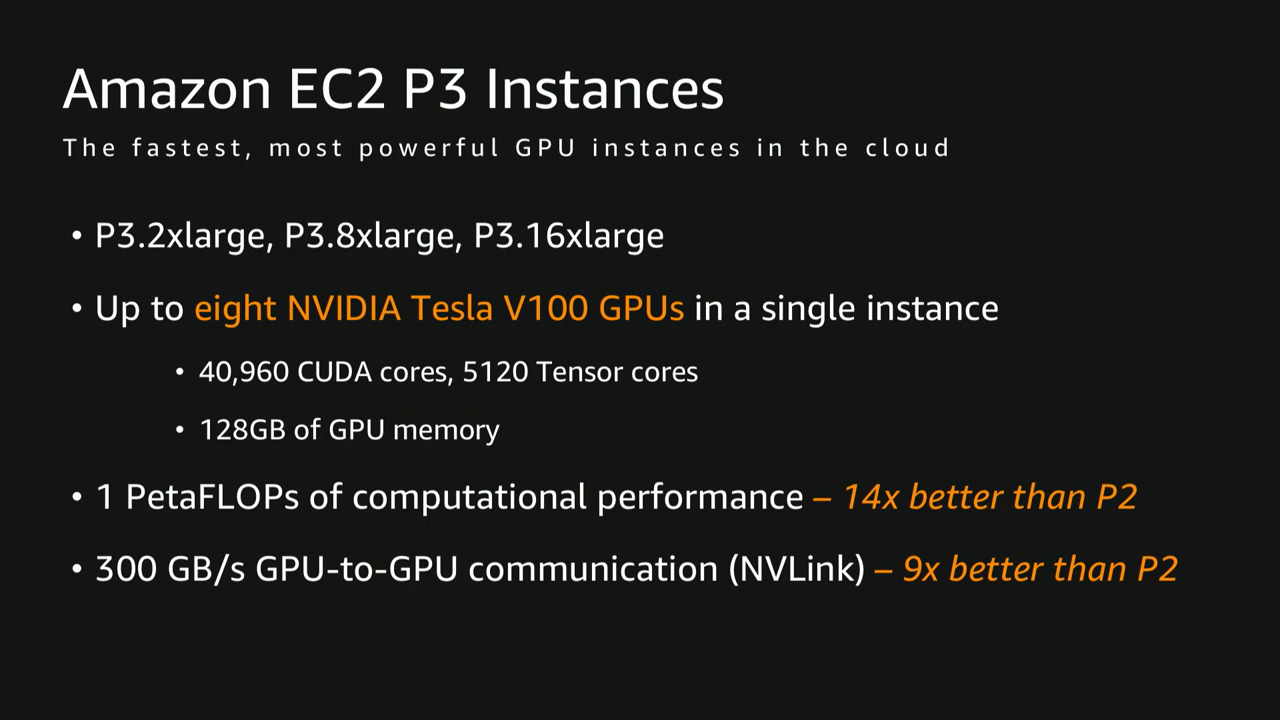 Amazon EC2 P3 Instances
The fastest, most powerful GPU instances in the cloud
• P3.2xlarge, P3.8xlarge, P3.16xlarge
• Up to eight NVIDIA Tesla V100 GPUs in a single instance
• 40,960 CUDA cores, 5120 Tensor cores
• 128GB of GPU memory
• 1 PetaFLOPs of computational performance – 14x better than P2
• 300 GB/s GPU-to-GPU communication (NVLink) – 9x better than P2